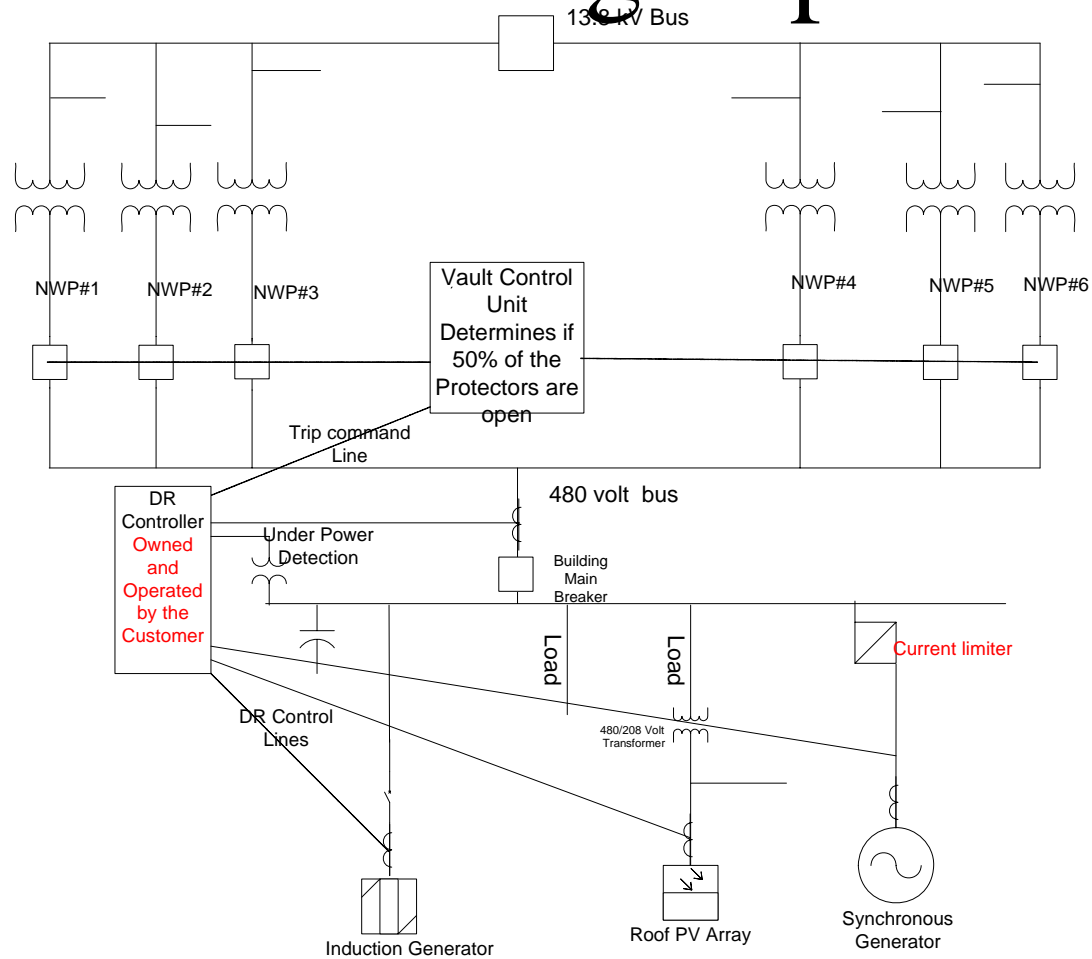 13.8 kV Bus
NWP#1
NWP#2
NWP#3
NWP#4
NWP#5
NWP#6
Vault Control
Unit
Determines if
50% of the
Protectors are
open
Trip command
Line
480 volt bus
DR
Controller
Owned
and
Operated
by the
Customer
Under Power
Detection
Building
Main
Breaker
Load
Load
Current limiter
480/208 Volt
Transformer
DR Control
Lines
Induction Generator
Roof PV Array
Synchronous
Generator